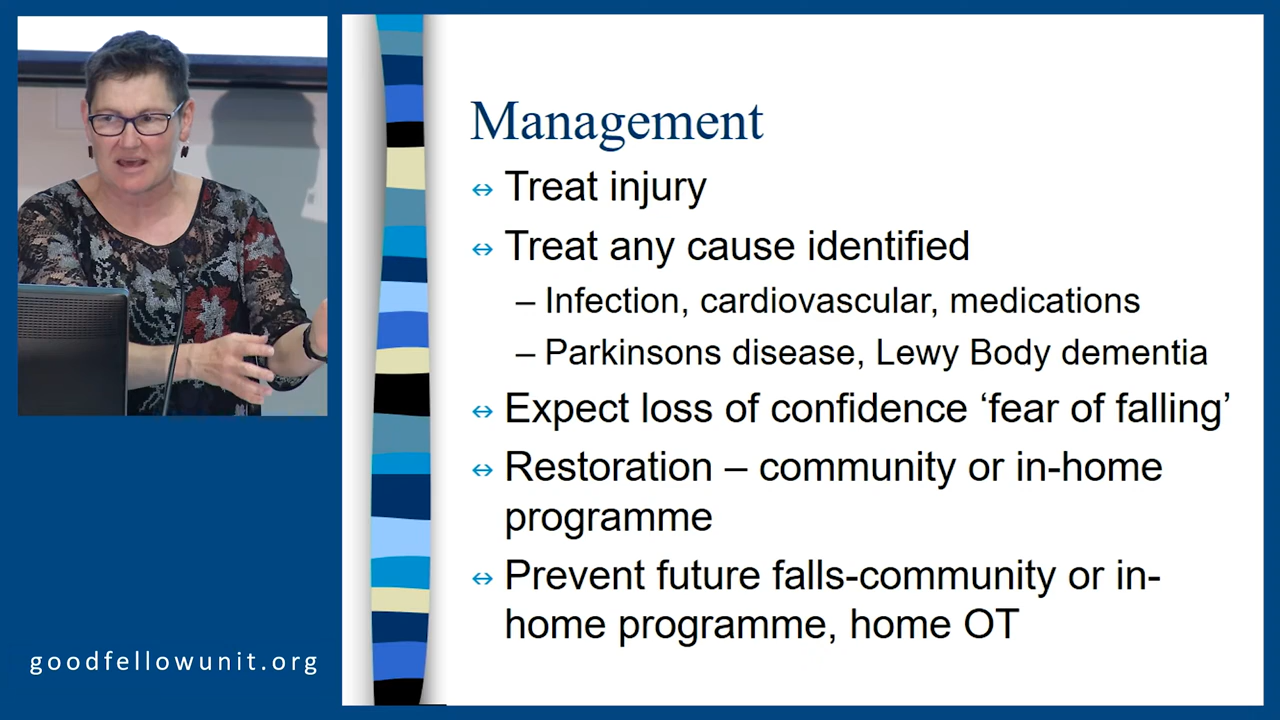 Management
↔ Treat injury
↔ Treat any cause identified
– Infection, cardiovascular, medications
– Parkinsons disease, Lewy Body dementia
↔ Expect loss of confidence ‘fear of falling’
↔ Restoration – community or in-home
programme
↔ Prevent future falls-community or in-
home programme, home OT
goodfellowunit.org